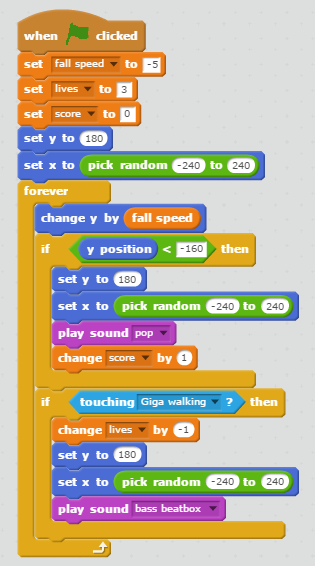 when clicked
set fall speed to -5
set lives to 3
set score to 0
set y to 180
set x to pick random -240 to 240
forever
change y by fall speed
if y position < -160 then
set y to 180
set x to pick random -240 to 240
play sound pop
change score by 1
if touching Giga walking ? then
change lives by -1
set y to 180
set x to pick random -240 to 240
play sound bass beatbox